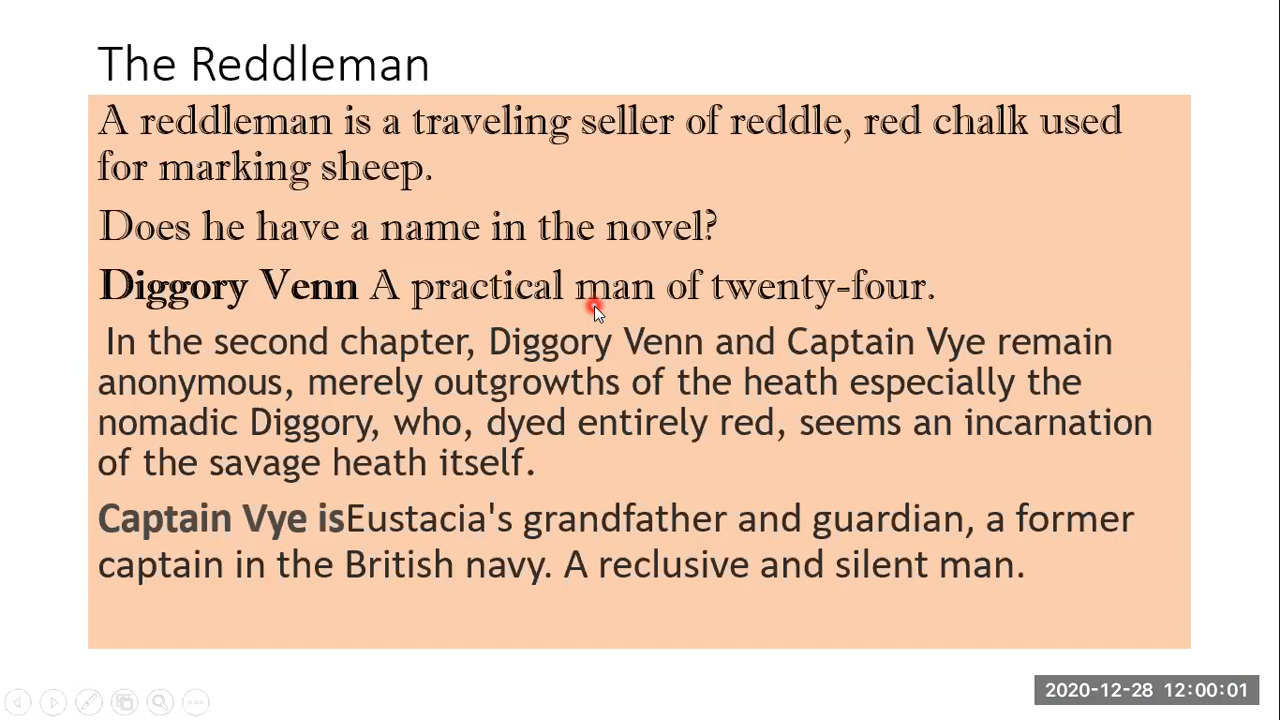 The Reddleman
A reddleman is a traveling seller of reddle, red chalk used
for marking sheep.
Does he have a name in the novel?
Diggory Venn A practical man of twenty-four.
In the second chapter, Diggory Venn and Captain Vye remain
anonymous, merely outgrowths of the heath especially the
nomadic Diggory, who, dyed entirely red, seems an incarnation
of the savage heath itself.
Captain Vye isEustacia's grandfather and guardian, a former
captain in the British navy. A reclusive and silent man.
2020-12-28 12:00:01